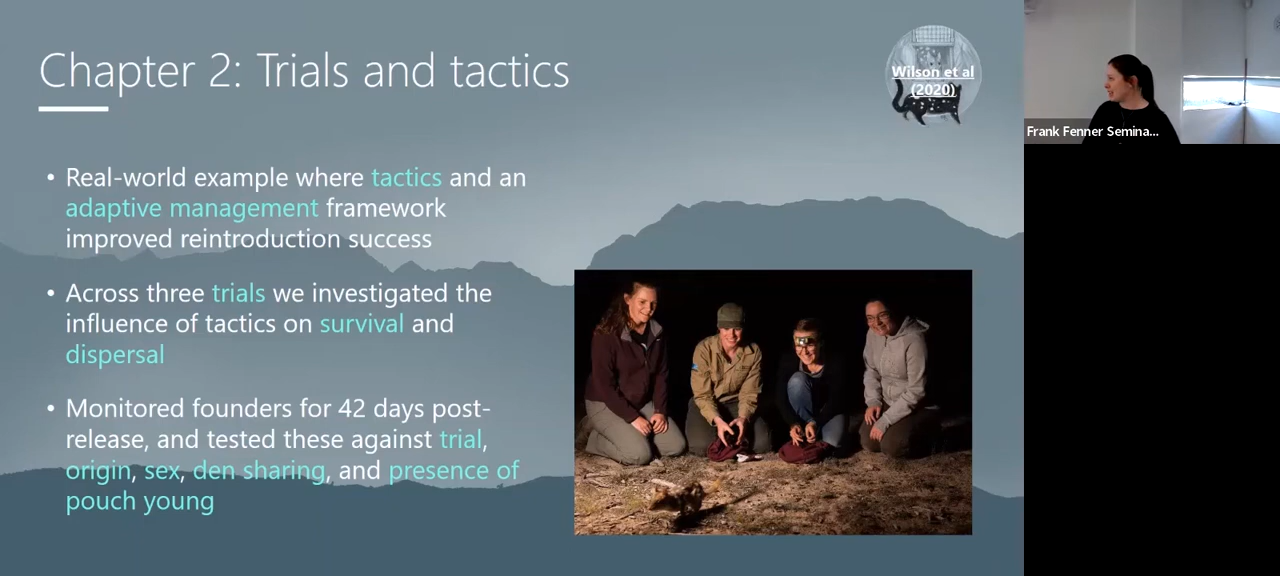 Chapter 2: Trials and tactics
Wilson et al
(2020)
• Real-world example where tactics and an
adaptive management framework
improved reintroduction success
• Across three trials we investigated the
influence of tactics on survival and
dispersal
• Monitored founders for 42 days post-
release, and tested these against trial,
origin, sex, den sharing, and presence of
pouch young
Frank Fenner Semina...